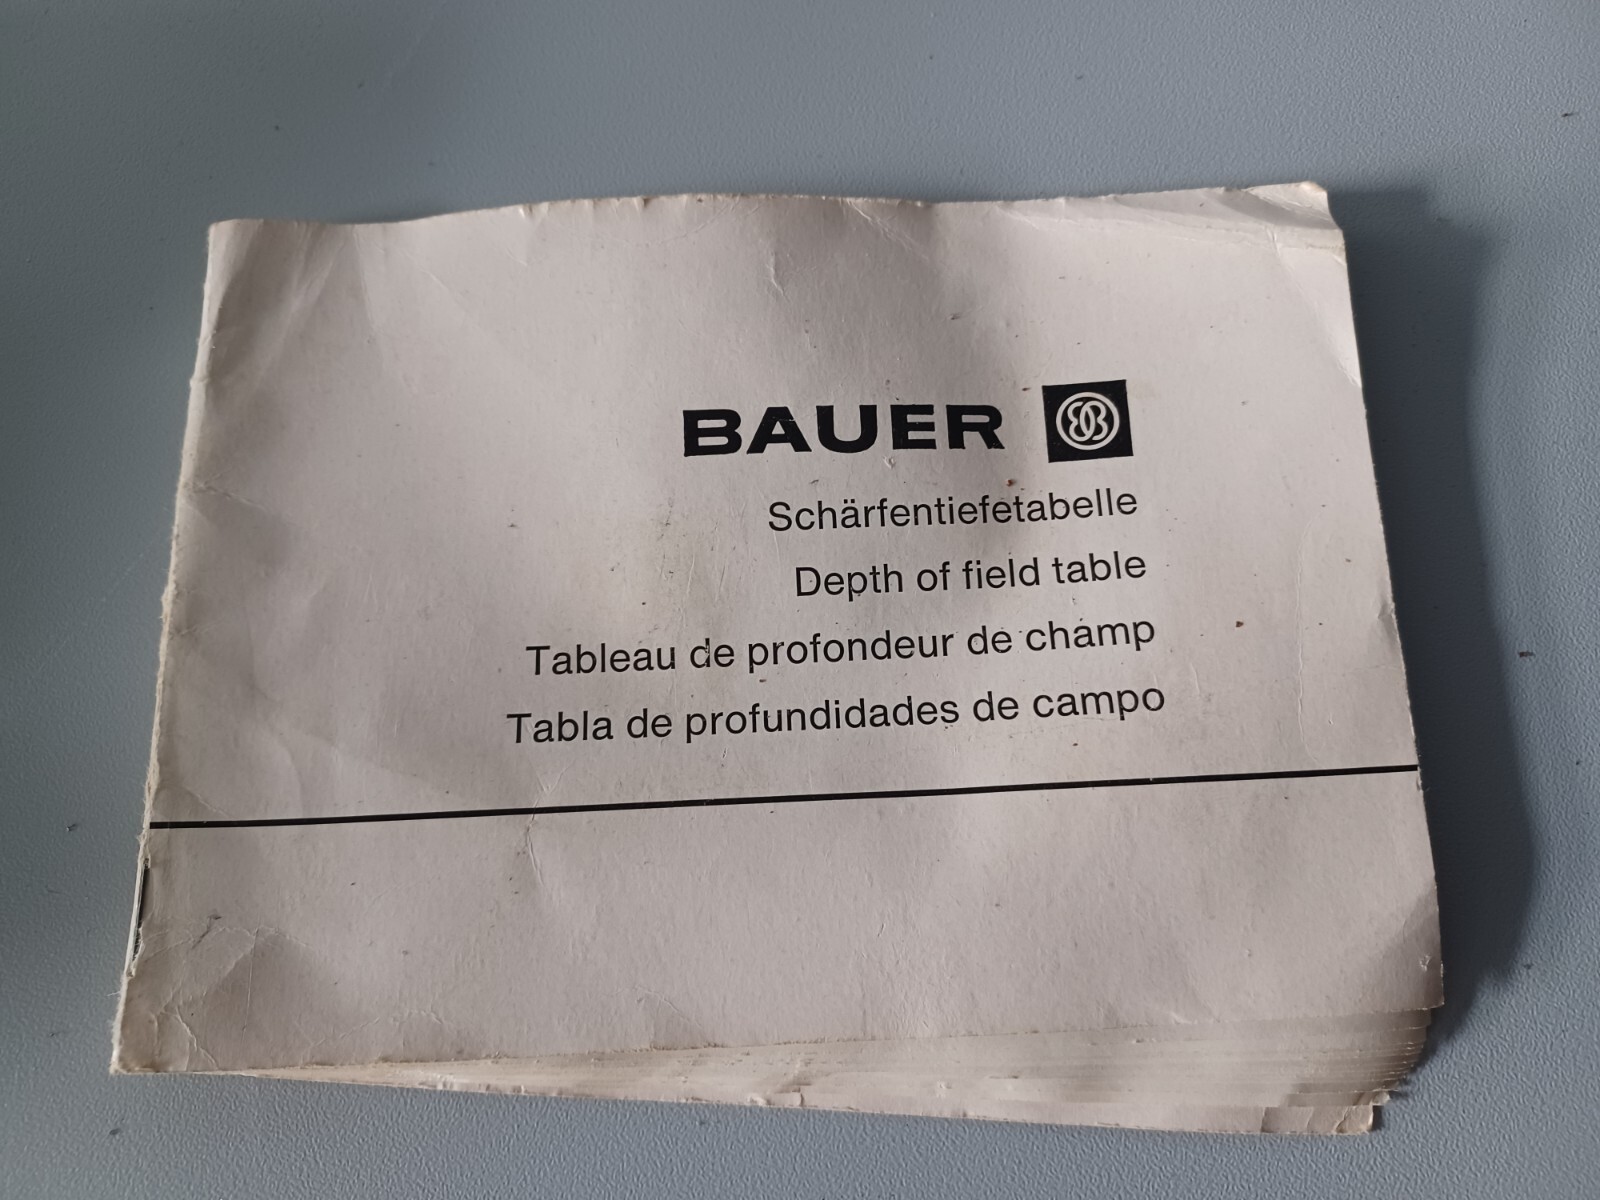 BAUER
Schärfentiefetabelle
Depth of field table
Tableau de profondeur de champ
Tabla de profundidades de campo